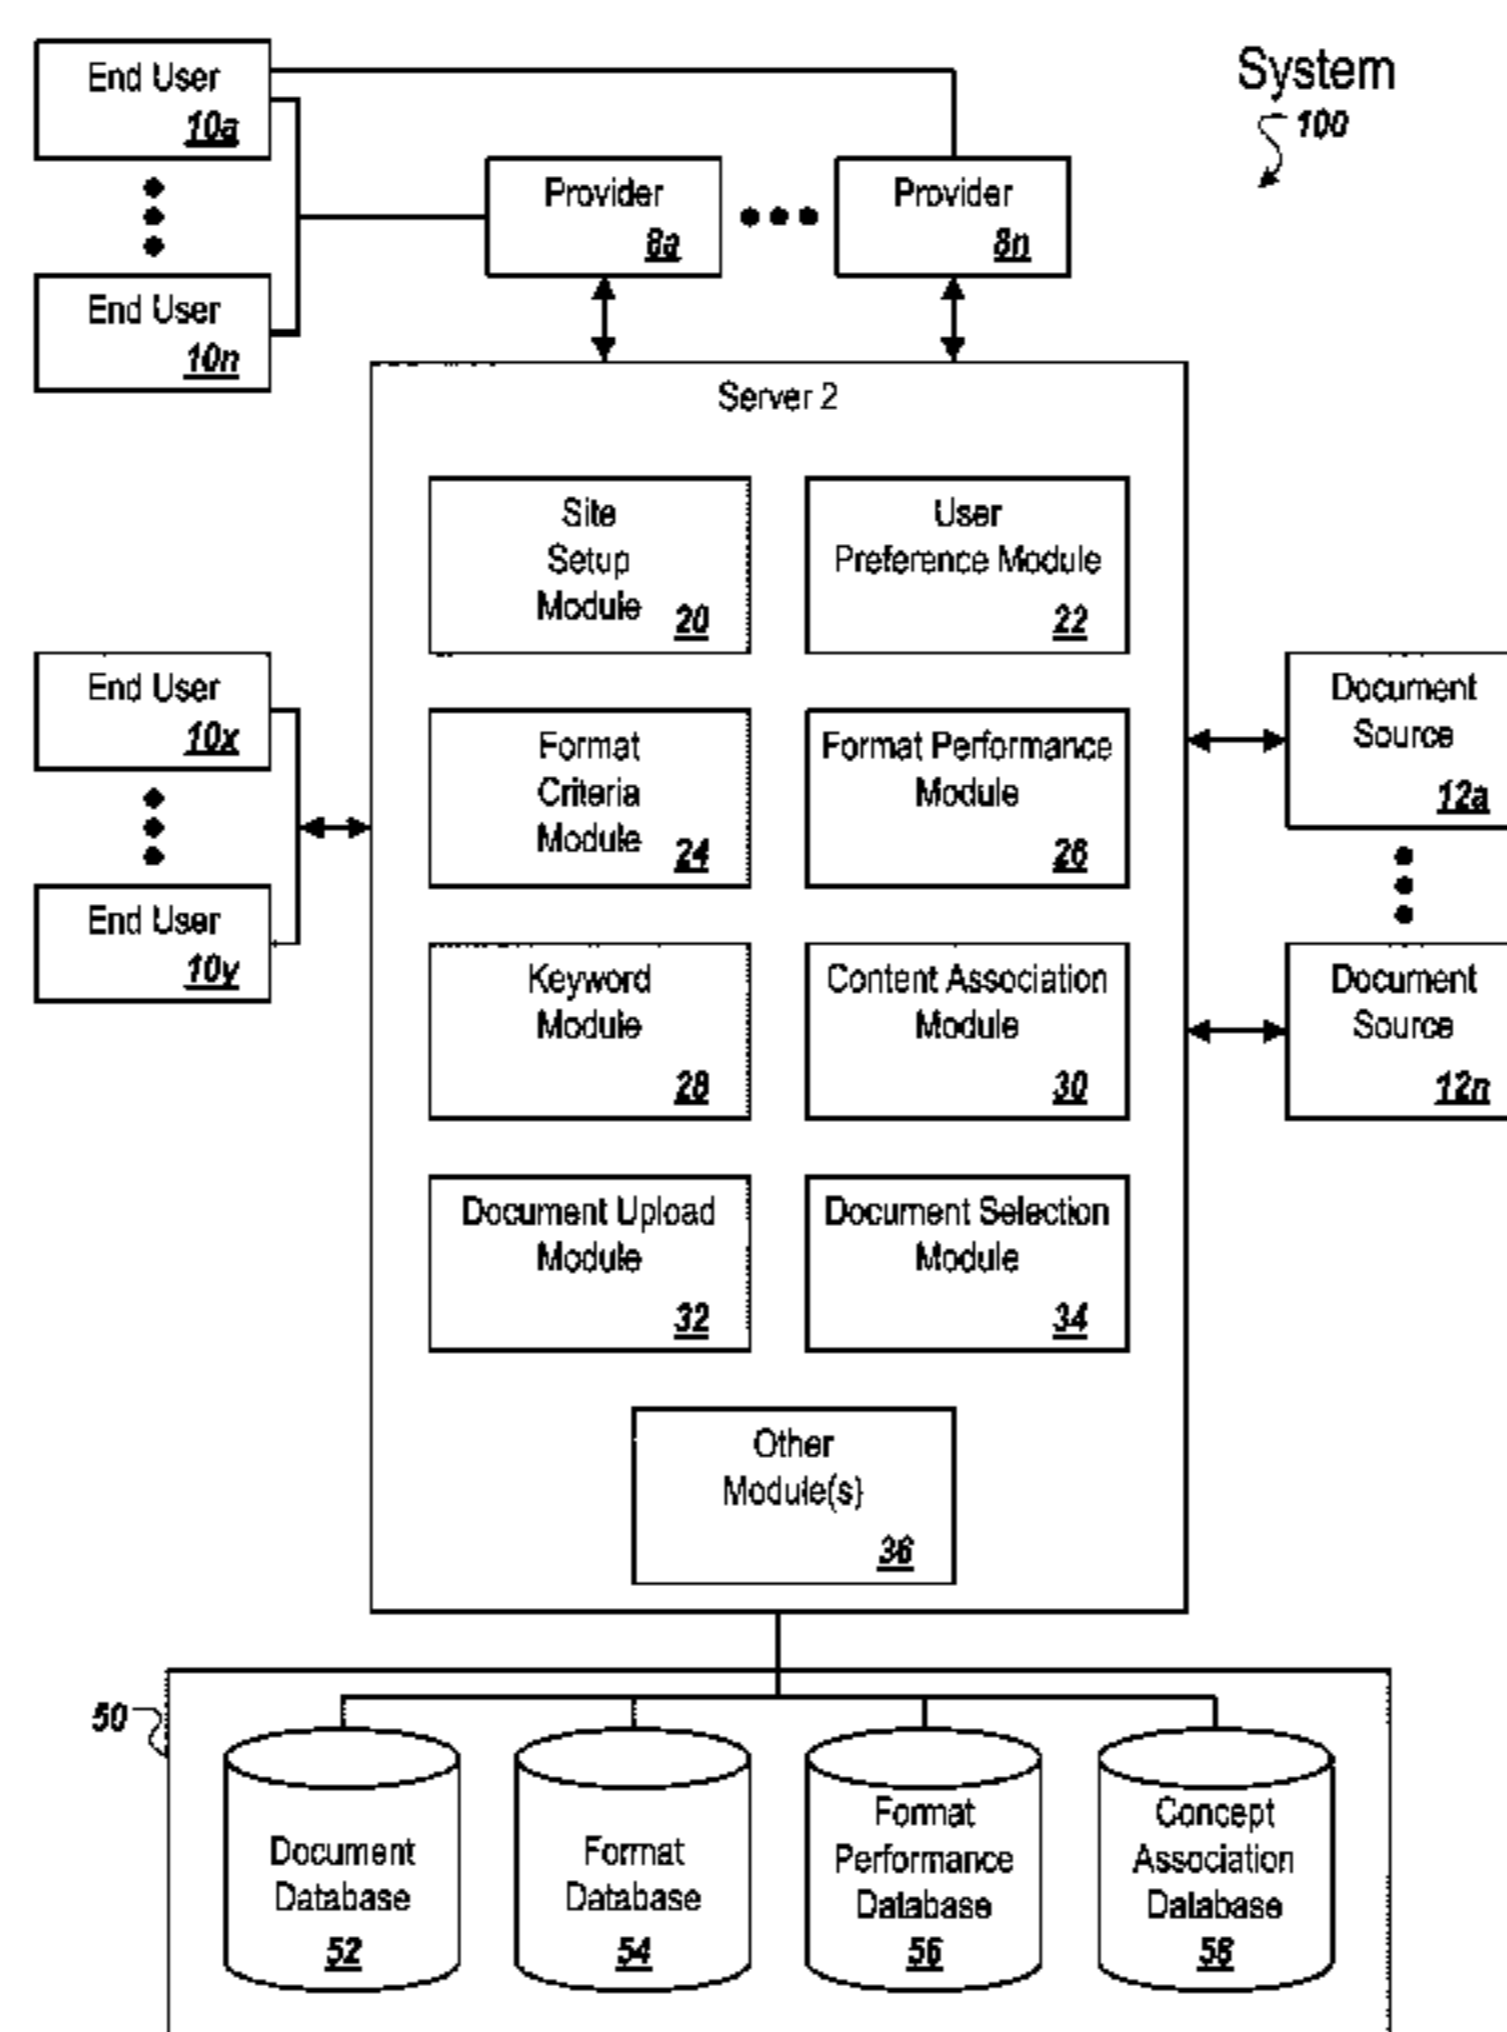 System
100
End User
10a
Provider
8a
Provider
8n
End User
10n
Server 2
Site
Setup
Module
20
User
Preference Module
22
End User
10x
Format
Criteria
Module
24
Format Performance
Module
26
Document
Source
12a
End User
10y
Keyword
Module
28
Content Association
Module
30
Document
Source
12n
Document Upload
Module
32
Document Selection
Module
34
Other
Module(s)
36
50
Document
Database
52
Format
Database
54
Format
Performance
Database
56
Concept
Association
Database
58